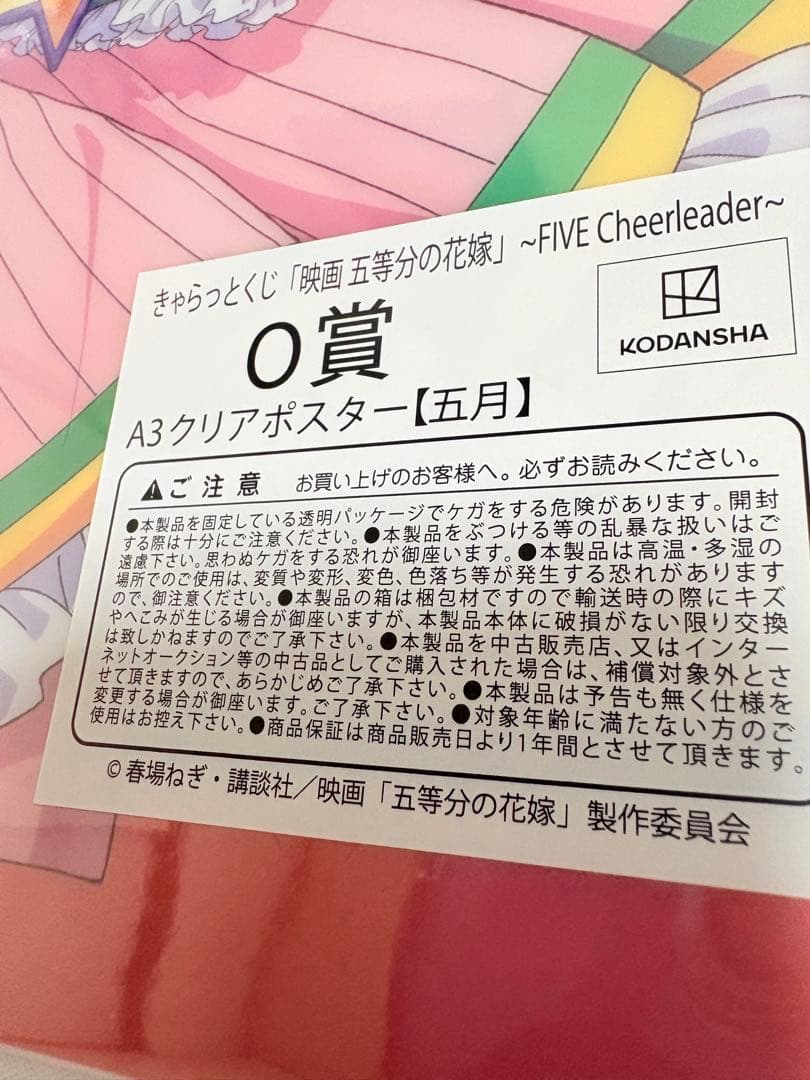 きゃらっとくじ「映画 五等分の花嫁」~FIVE Cheerleader~
O賞
KODANSHA
A3クリアポスター【五月】
ご注意 お買い上げのお客様へ。必ずお読みください。
●本製品を固定している透明パッケージでケガをする危険があります。開封
する際は十分にご注意ください。●本製品をぶつける等の乱暴な扱いはご
遠慮下さい。思わぬケガをする恐れが御座います。●本製品は高温・多湿の
場所でのご使用は、変質や変形、変色、色落ち等が発生する恐れがあります
ので、御注意ください。●本製品の箱は梱包材ですので輸送時の際にキズ
やへこみが生じる場合が御座いますが、本製品本体に破損がない限り交換
は致しかねますのでご了承下さい。●本製品を中古販売店、又はインター
ネットオークション等の中古品としてご購入された場合は、補償対象外とさ
せて頂きますので、あらかじめご了承下さい。●本製品は予告も無く仕様を
変更する場合が御座います。ご了承下さい。●対象年齢に満たない方のご
使用はお控え下さい。●商品保証は商品販売日より1年間とさせて頂きます。
© 春場ねぎ・講談社／映画「五等分の花嫁」製作委員会